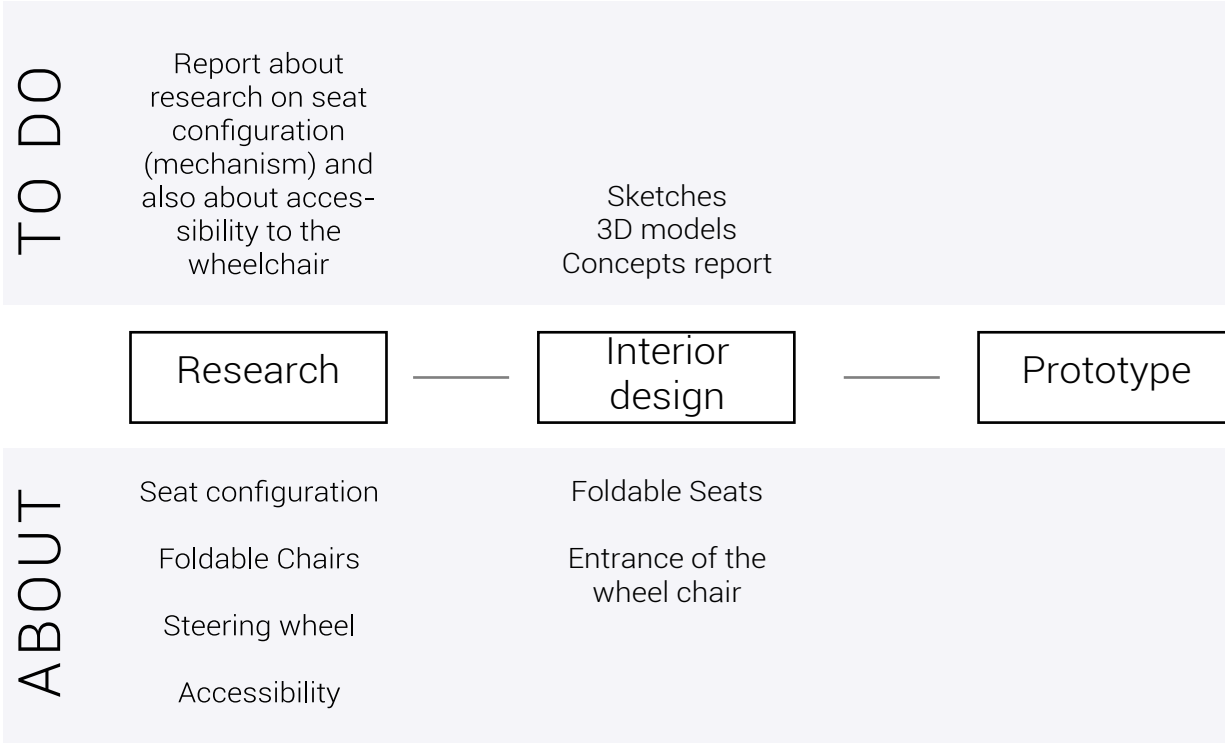 TO DO
Report about
research on seat
configuration
(mechanism) and
also about acces-
sibility to the
wheelchair
Sketches
3D models
Concepts report
Research
Interior
design
Prototype
ABOUT
Seat configuration
Foldable Chairs
Steering wheel
Accessibility
Foldable Seats
Entrance of the
wheel chair